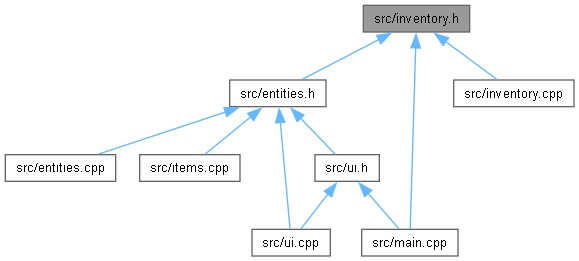 src/inventory.h
src/entities.h
src/inventory.cpp
src/entities.cpp
src/items.cpp
src/ui.h
src/ui.cpp
src/main.cpp